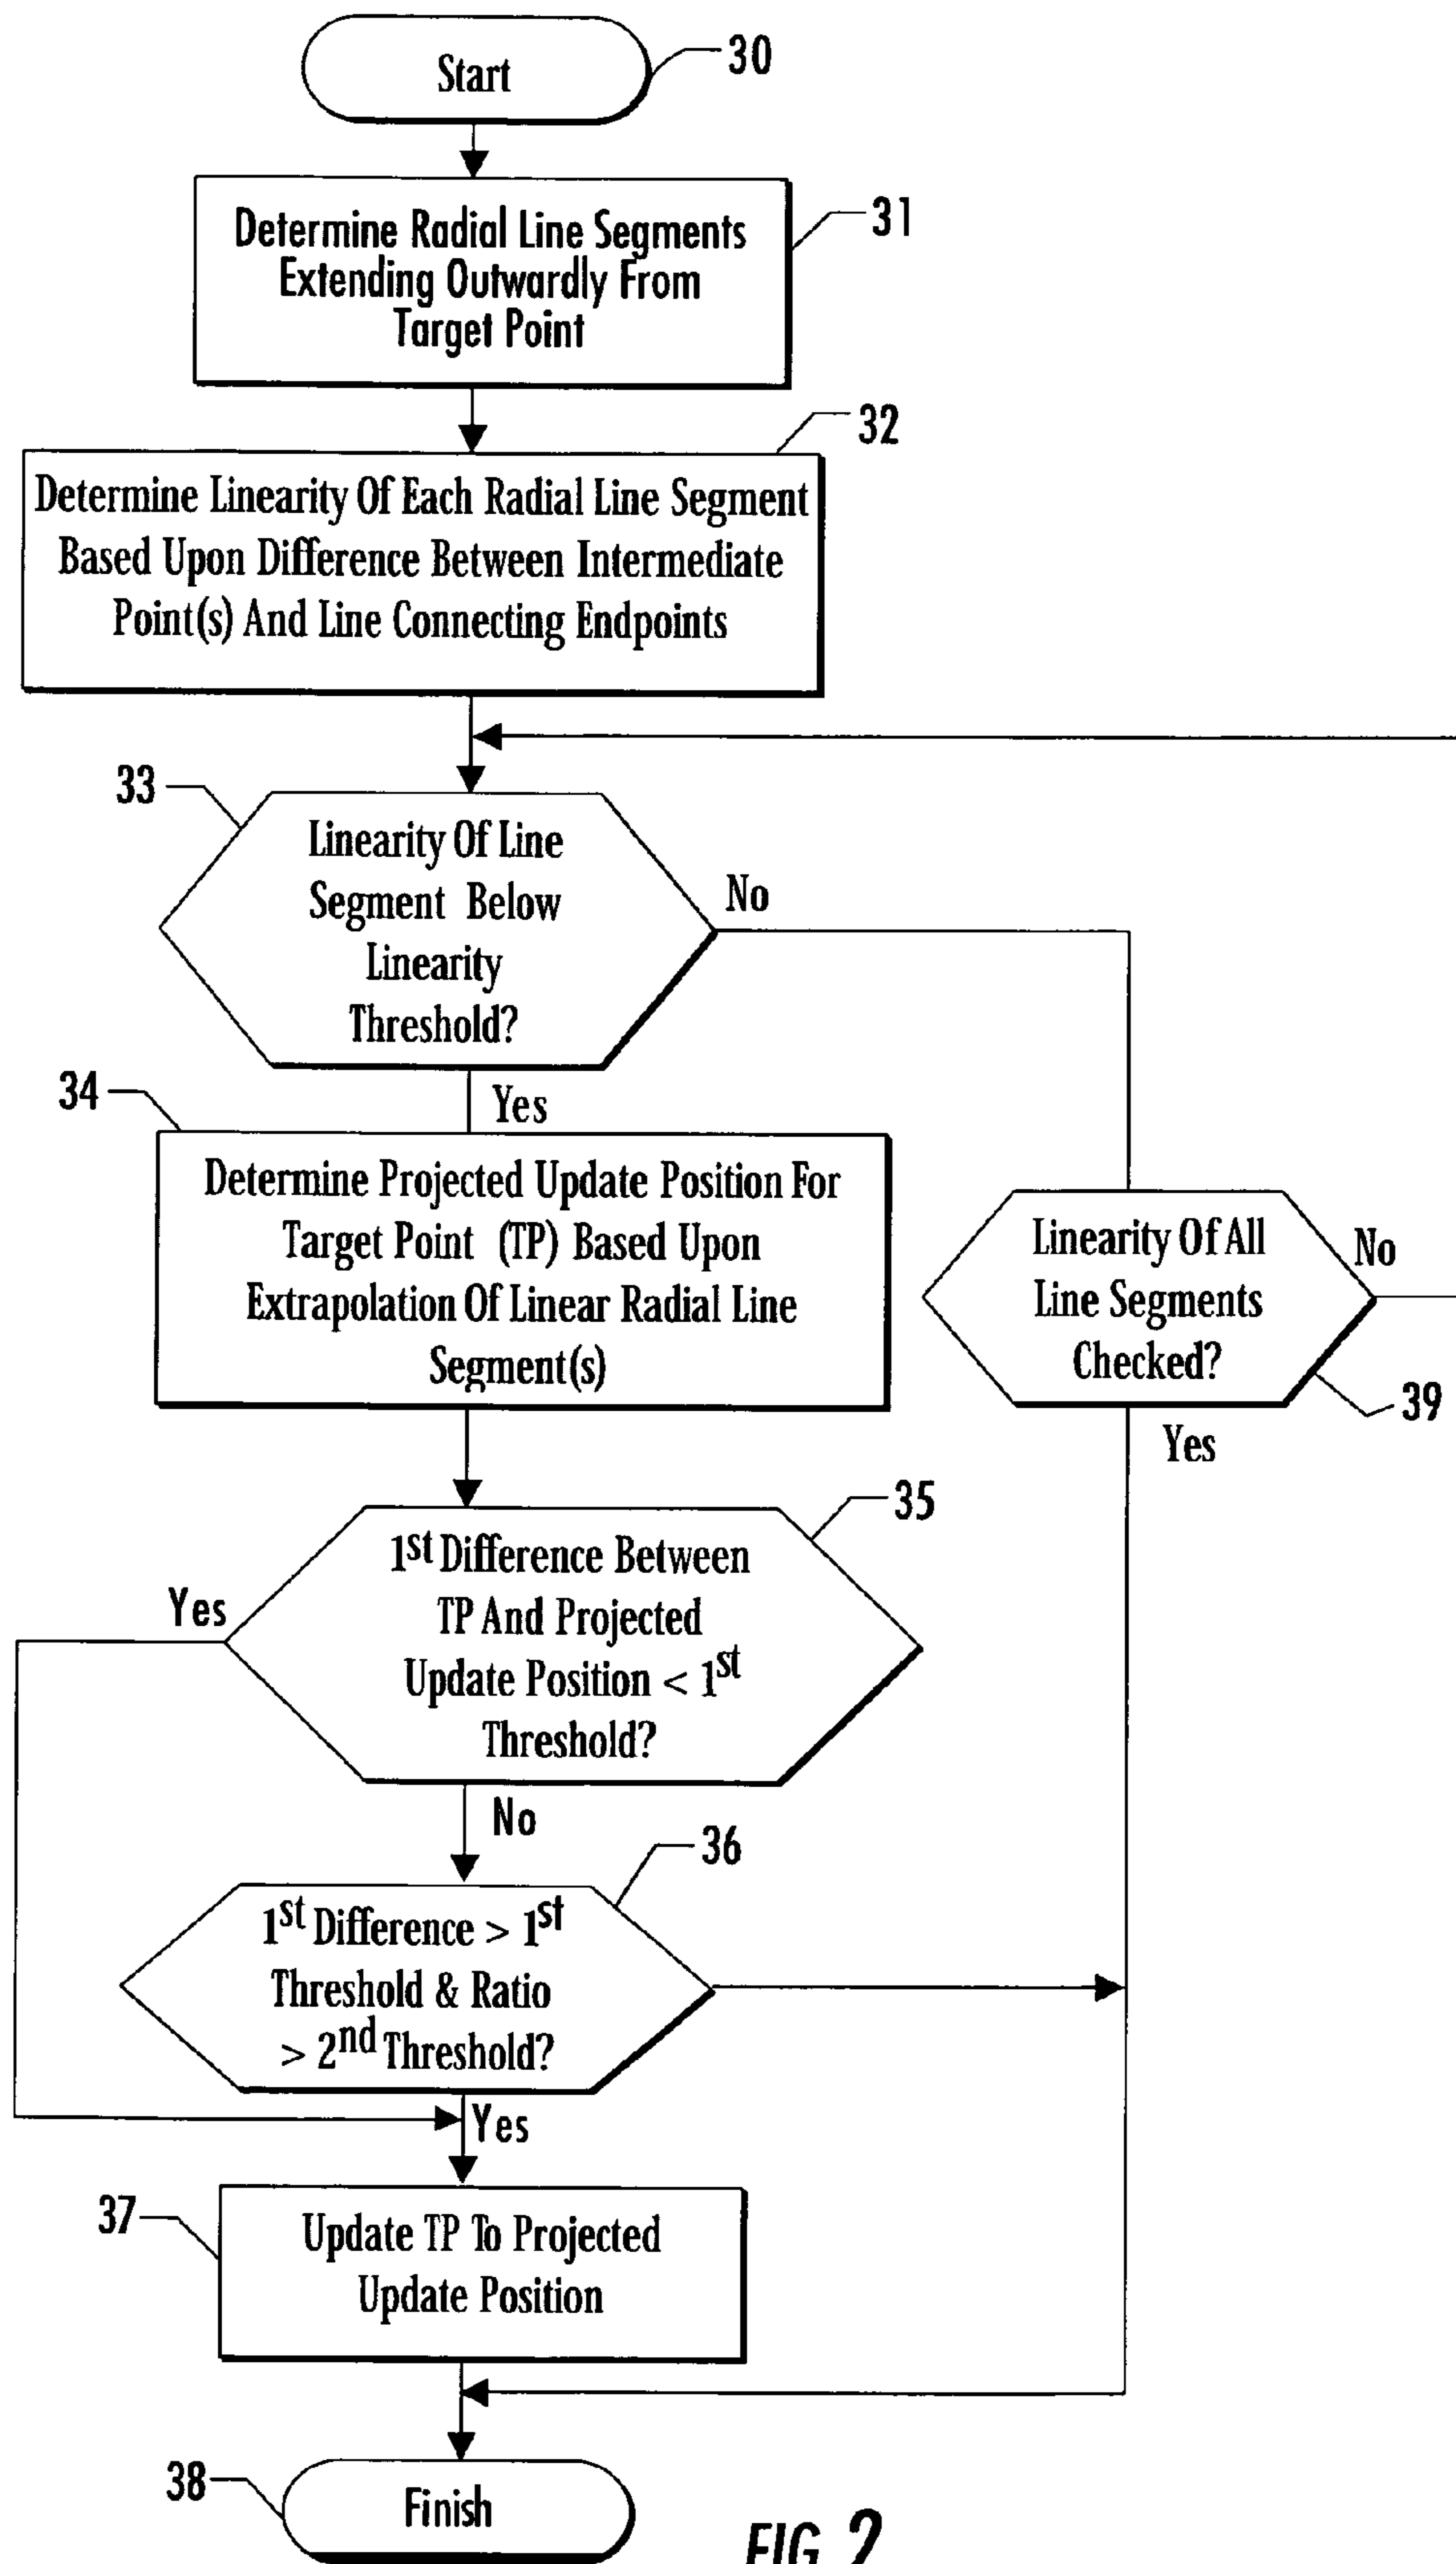 Start
30
Determine Radial Line Segments
Extending Outwardly From
Target Point
31
32
Determine Linearity Of Each Radial Line Segment
Based Upon Difference Between Intermediate
Point(s) And Line Connecting Endpoints
33
Linearity Of Line
Segment Below
Linearity
Threshold?
No
Yes
34
Determine Projected Update Position For
Target Point (TP) Based Upon
Extrapolation Of Linear Radial Line
Segment(s)
Linearity Of All
Line Segments
Checked?
No
39
Yes
35
1st Difference Between
TP And Projected
Update Position < 1st
Threshold?
Yes
No
36
1st Difference > 1st
Threshold & Ratio
> 2nd Threshold?
Yes
37
Update TP To Projected
Update Position
38
Finish
FIG. 2